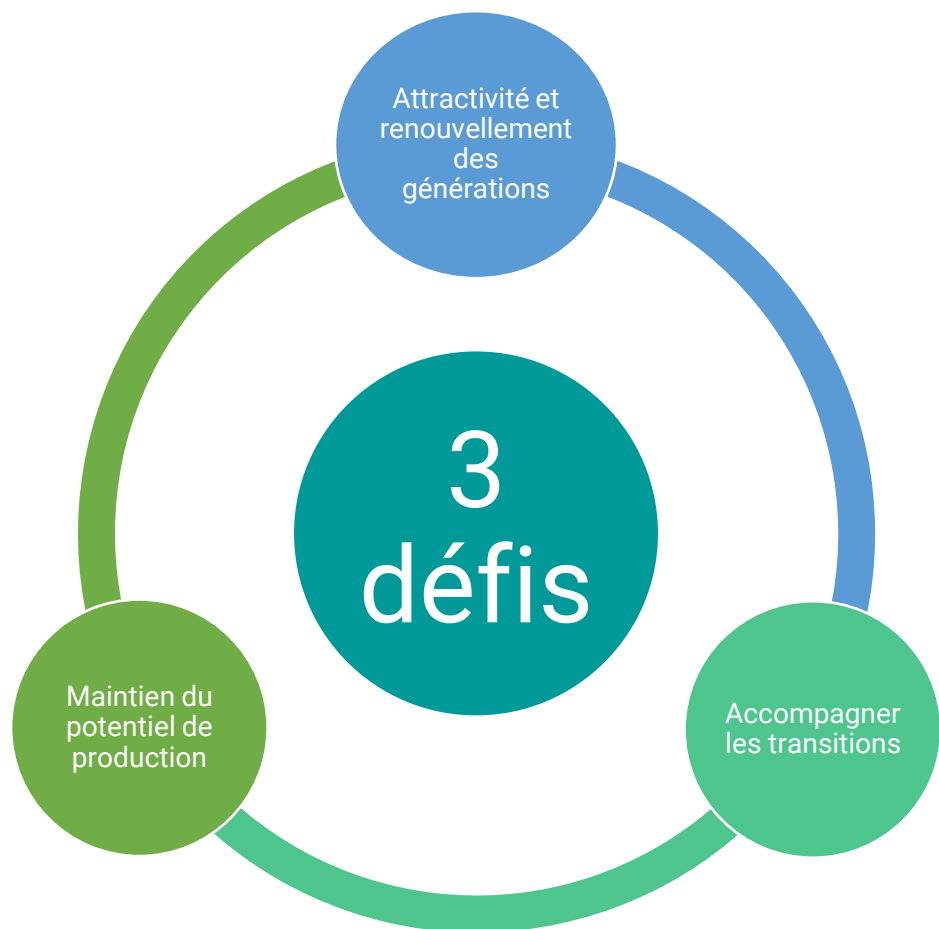 Attractivité et
renouvellement
des
générations
3
défis
Maintien du
potentiel de
production
Accompagner
les transitions